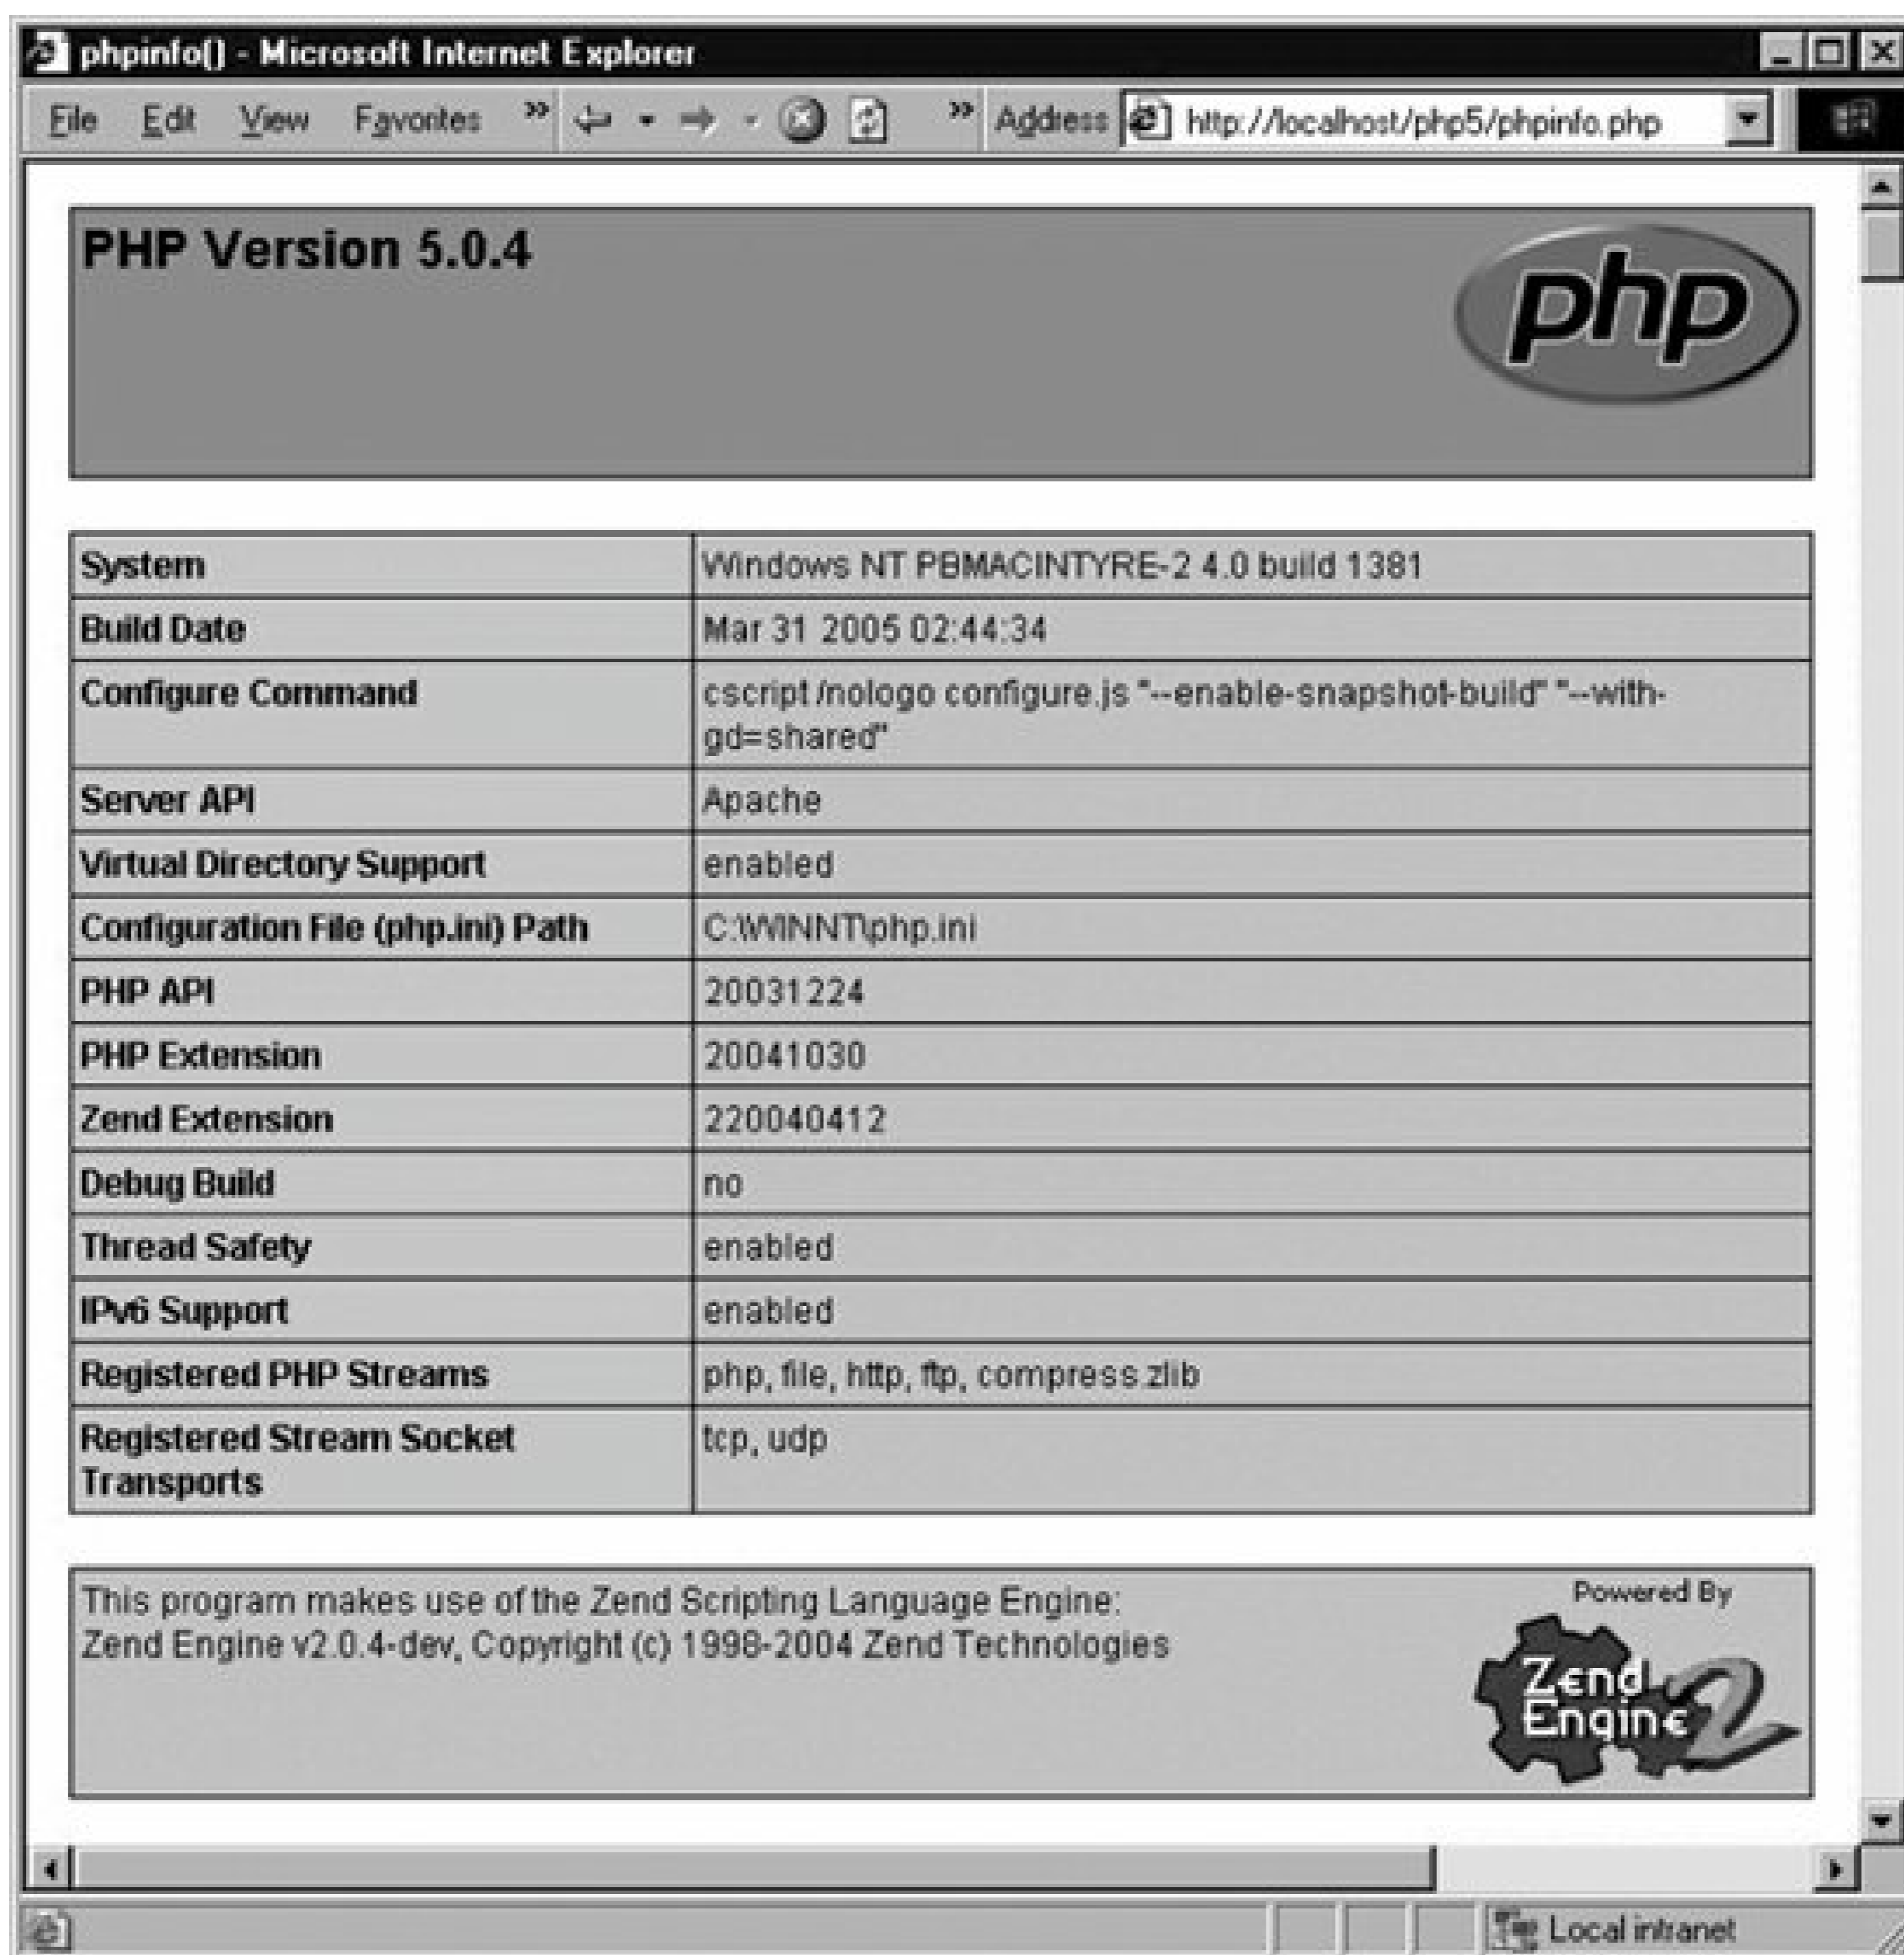 phpinfo() - Microsoft Internet Explorer
File Edit View Favorites » » Address http://localhost/php5/phpinfo.php
PHP Version 5.0.4
php
System Windows NT PBMACINTYRE-2 4.0 build 1381
Build Date Mar 31 2005 02:44:34
Configure Command cscript /nologo configure.js "--enable-snapshot-build" "--with-
gd=shared"
Server API Apache
Virtual Directory Support enabled
Configuration File (php.ini) Path C:\WINNT\php.ini
PHP API 20031224
PHP Extension 20041030
Zend Extension 220040412
Debug Build no
Thread Safety enabled
IPv6 Support enabled
Registered PHP Streams php, file, http, ftp, compress.zlib
Registered Stream Socket tcp, udp
Transports
This program makes use of the Zend Scripting Language Engine:
Zend Engine v2.0.4-dev, Copyright (c) 1998-2004 Zend Technologies
Powered By
Zend
Engine 2
Local intranet